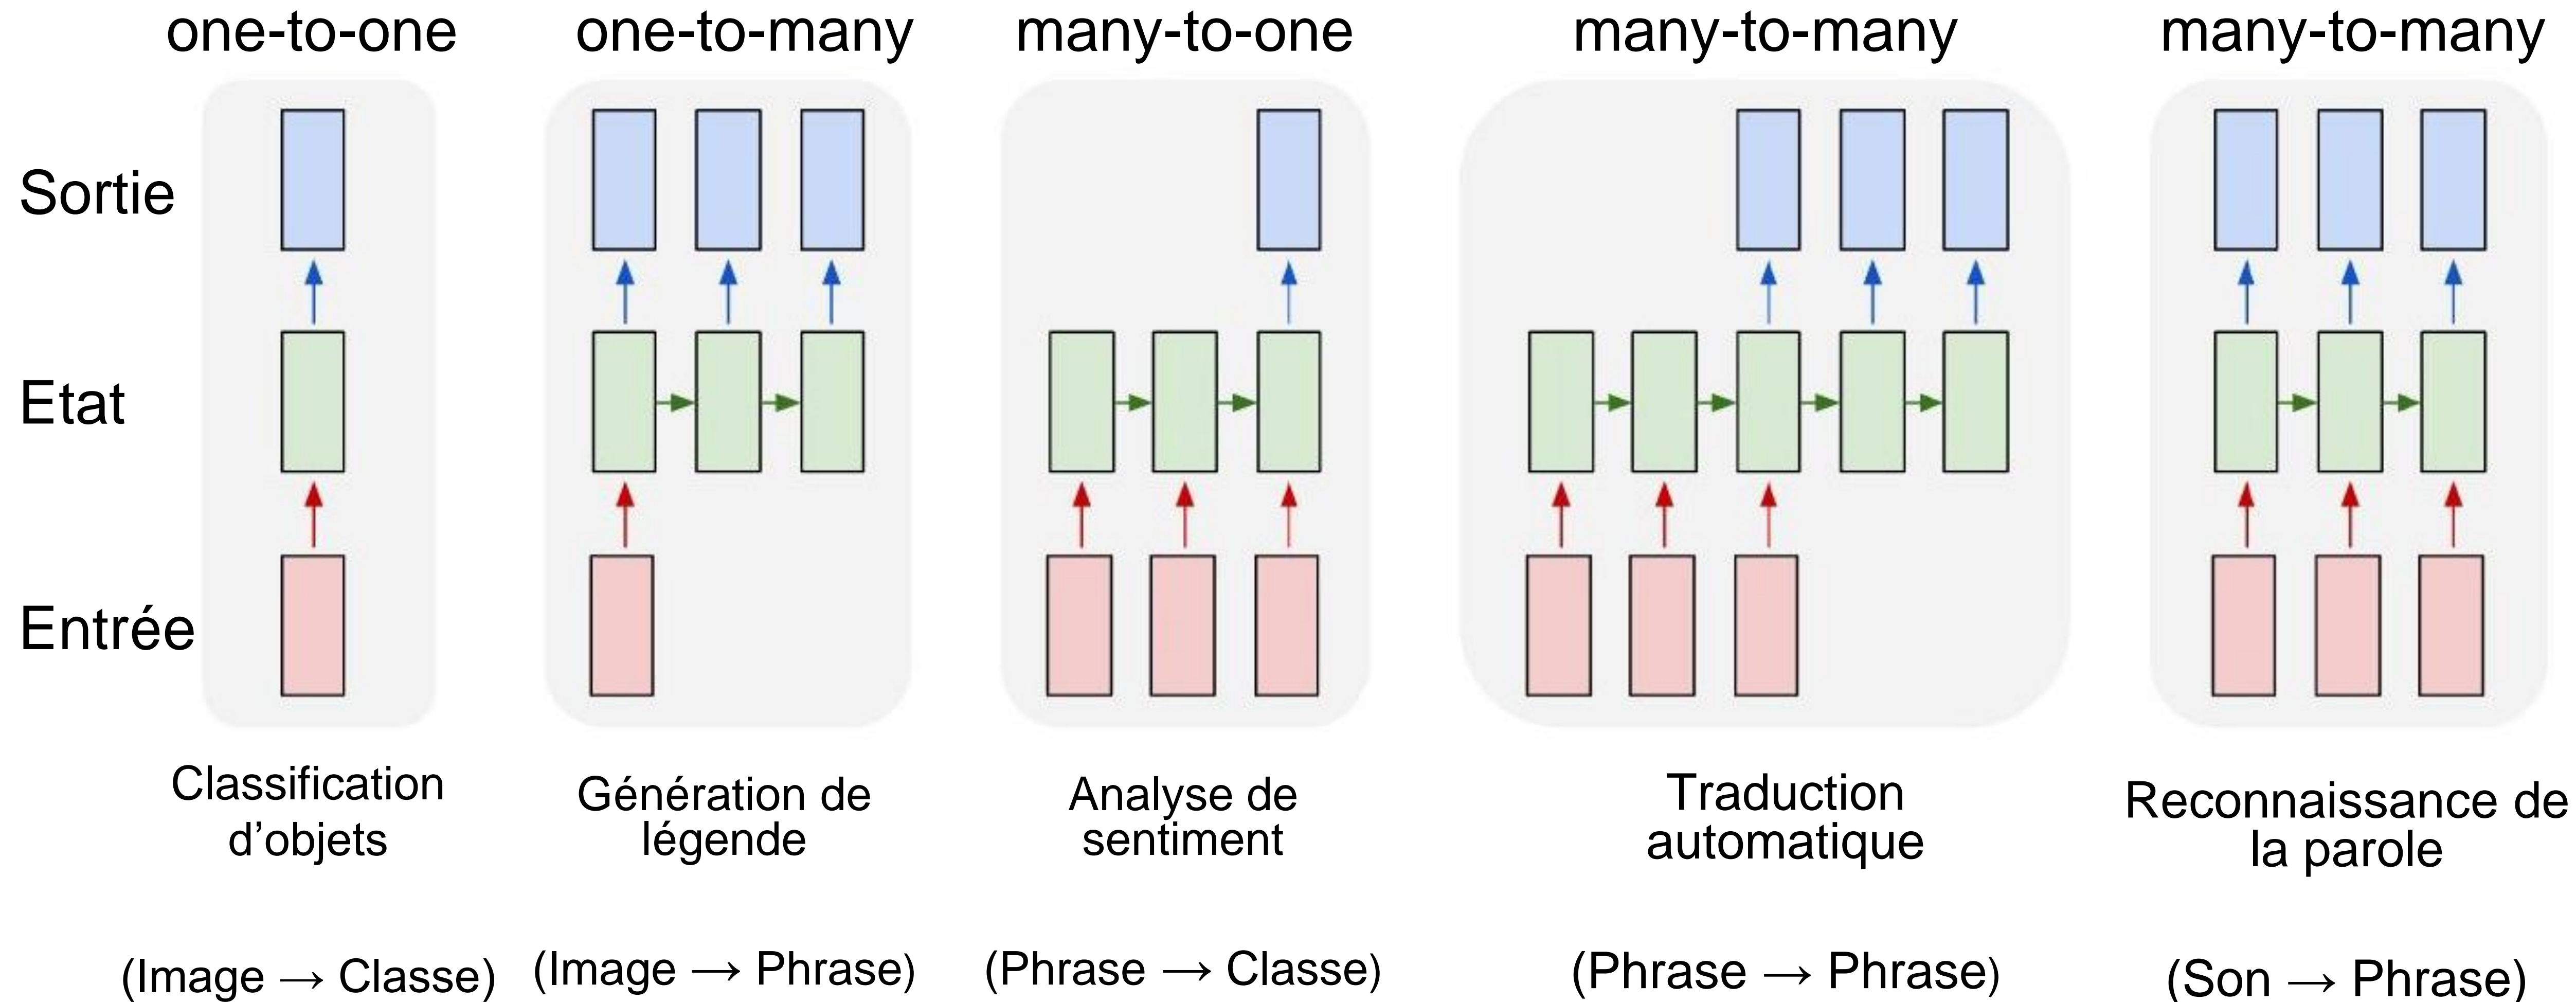 one-to-one
one-to-many
many-to-one
many-to-many
many-to-many
Sortie
Etat
Entrée
Classification
d’objets
Génération de
légende
Analyse de
sentiment
Traduction
automatique
Reconnaissance de
la parole
(Image → Classe)
(Image → Phrase)
(Phrase → Classe)
(Phrase → Phrase)
(Son → Phrase)